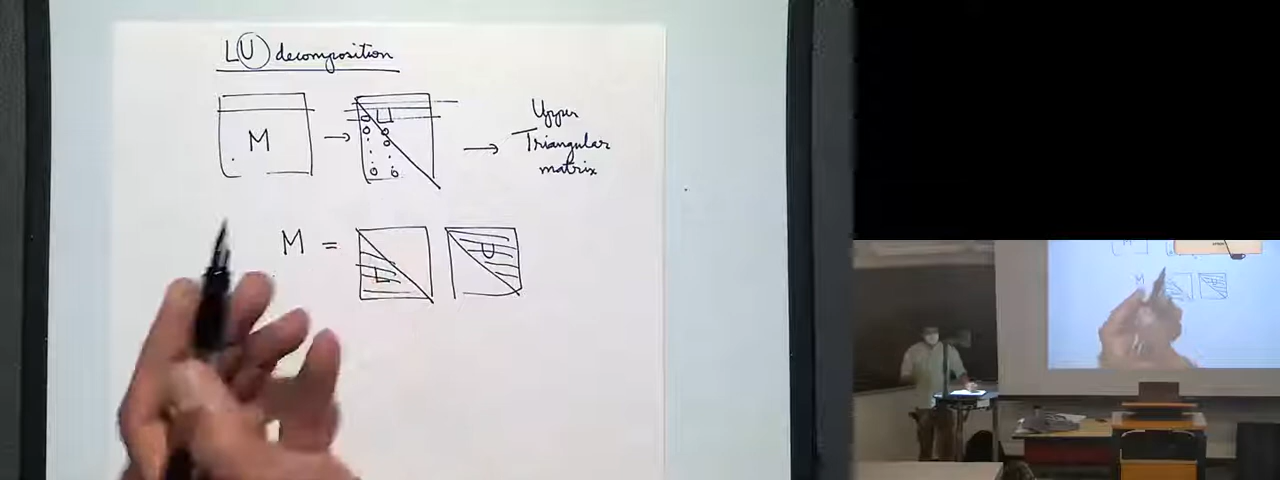 LU decomposition
M → U → Upper
Triangular
matrix
M = L U